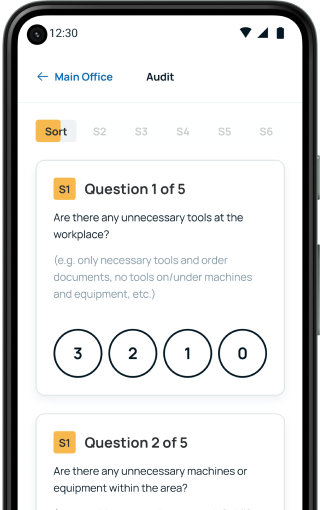 12:30
Main Office
Audit
Sort S2 S3 S4 S5 S6
S1 Question 1 of 5
Are there any unnecessary tools at the
workplace?
(e.g. only necessary tools and order
documents, no tools on/under machines
and equipment, etc.)
3 2 1 0
S1 Question 2 of 5
Are there any unnecessary machines or
equipment within the area?